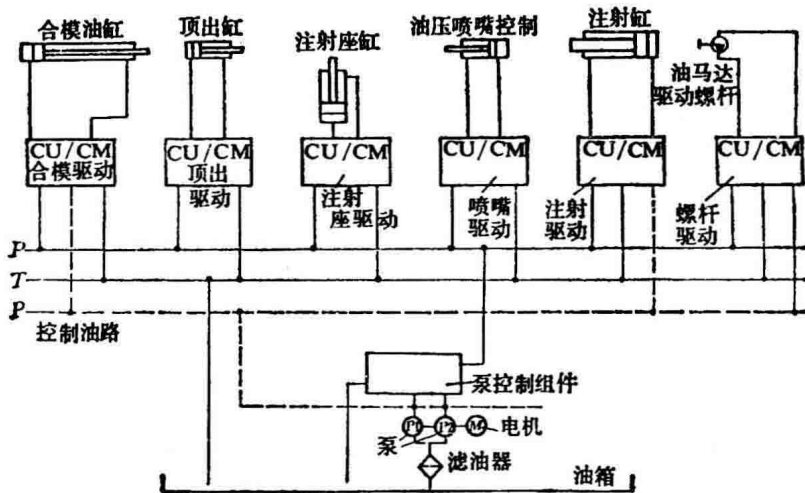 合模油缸
顶出缸
注射座缸
油压喷嘴控制
注射缸
油马达
驱动螺杆
CU/CM
合模驱动
CU/CM
顶出
驱动
CU/CM
注射
座驱动
CU/CM
喷嘴
驱动
CU/CM
注射
驱动
CU/CM
螺杆
驱动
P
T
P
控制油路
泵控制组件
P1
P2
M
电机
泵
滤油器
油箱